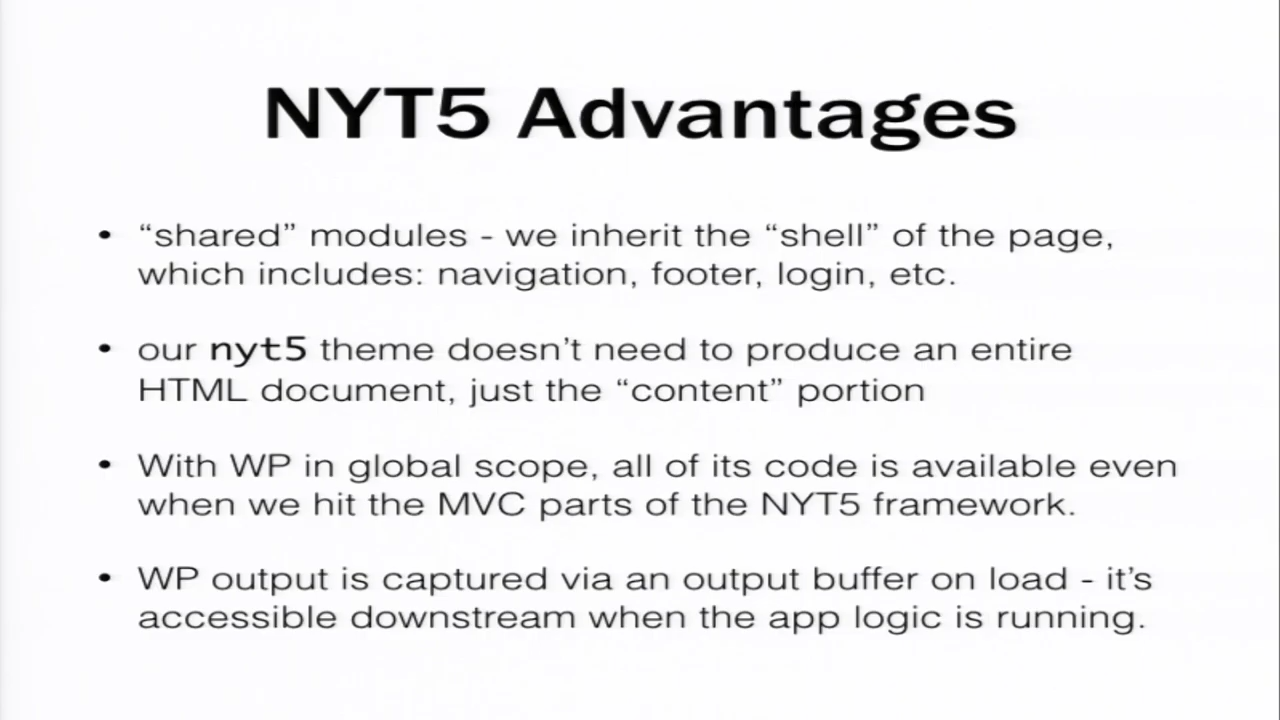 NYT5 Advantages
• “shared” modules - we inherit the “shell” of the page,
which includes: navigation, footer, login, etc.
• our nyt5 theme doesn’t need to produce an entire
HTML document, just the “content” portion
• With WP in global scope, all of its code is available even
when we hit the MVC parts of the NYT5 framework.
• WP output is captured via an output buffer on load - it’s
accessible downstream when the app logic is running.